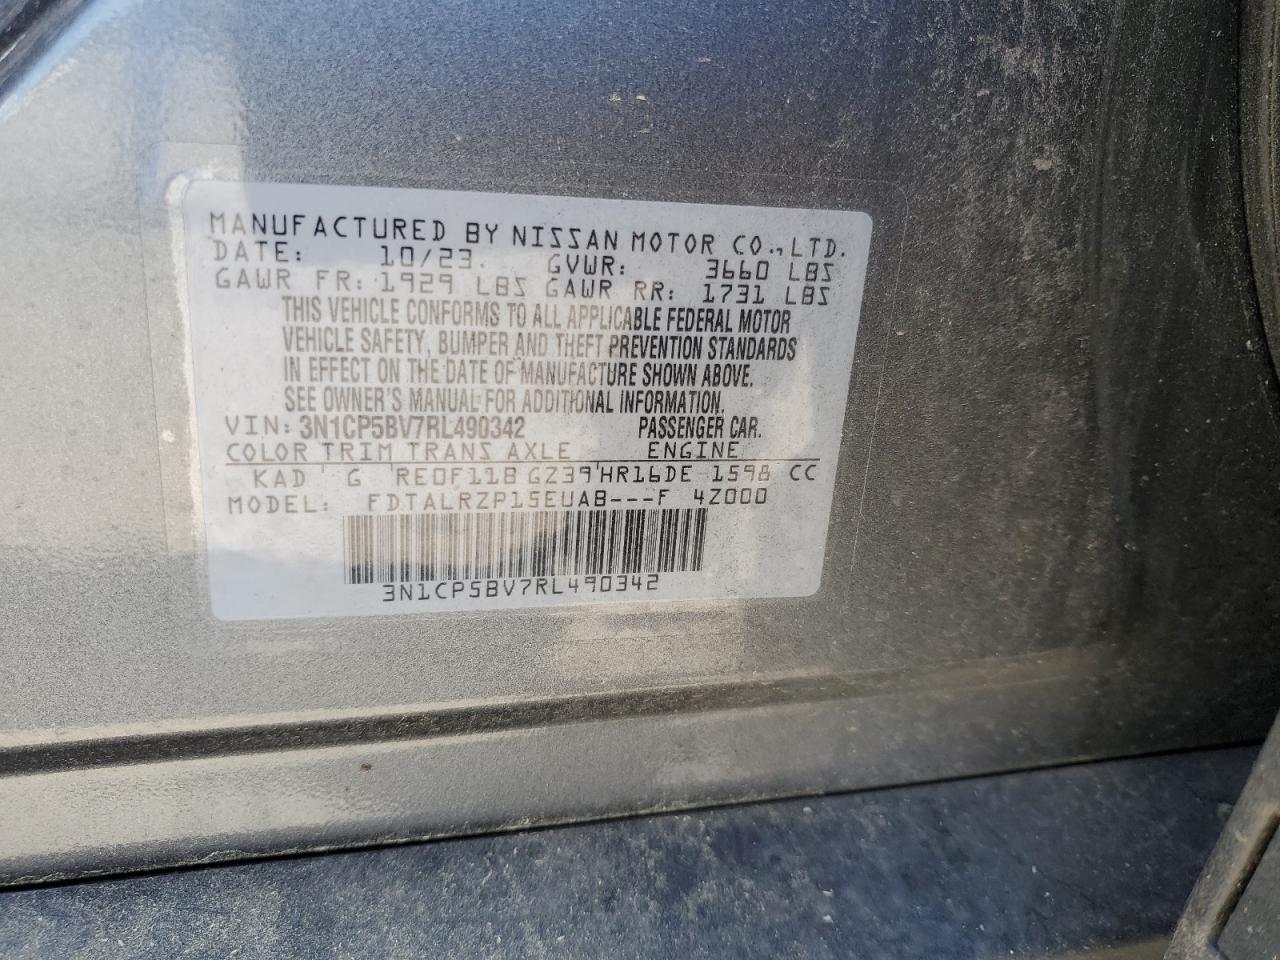 MANUFACTURED BY NISSAN MOTOR CO., LTD.
DATE: 10/23. GVWR: 3660 LBS
GAWR FR: 1929 LBS GAWR RR: 1731 LBS
THIS VEHICLE CONFORMS TO ALL APPLICABLE FEDERAL MOTOR
VEHICLE SAFETY, BUMPER AND THEFT PREVENTION STANDARDS
IN EFFECT ON THE DATE OF MANUFACTURE SHOWN ABOVE.
SEE OWNER'S MANUAL FOR ADDITIONAL INFORMATION.
VIN: 3N1CP5BV7RL490342 PASSENGER CAR.
COLOR TRIM TRANS AXLE ENGINE
KAD G RE0F11B GZ39 HR16DE 1598 CC
MODEL: FDTALRZP15EUAB---F 4Z000
3N1CP5BV7RL490342